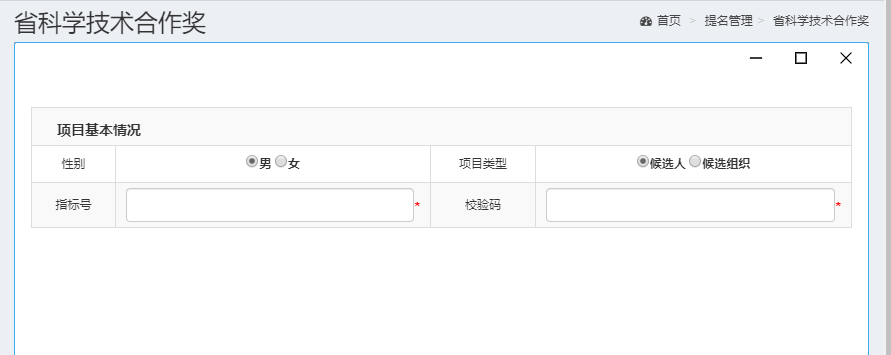 省科学技术合作奖
首页 > 提名管理 > 省科学技术合作奖
项目基本情况
性别 男 女 项目类型 候选人 候选组织
指标号 * 校验码 *